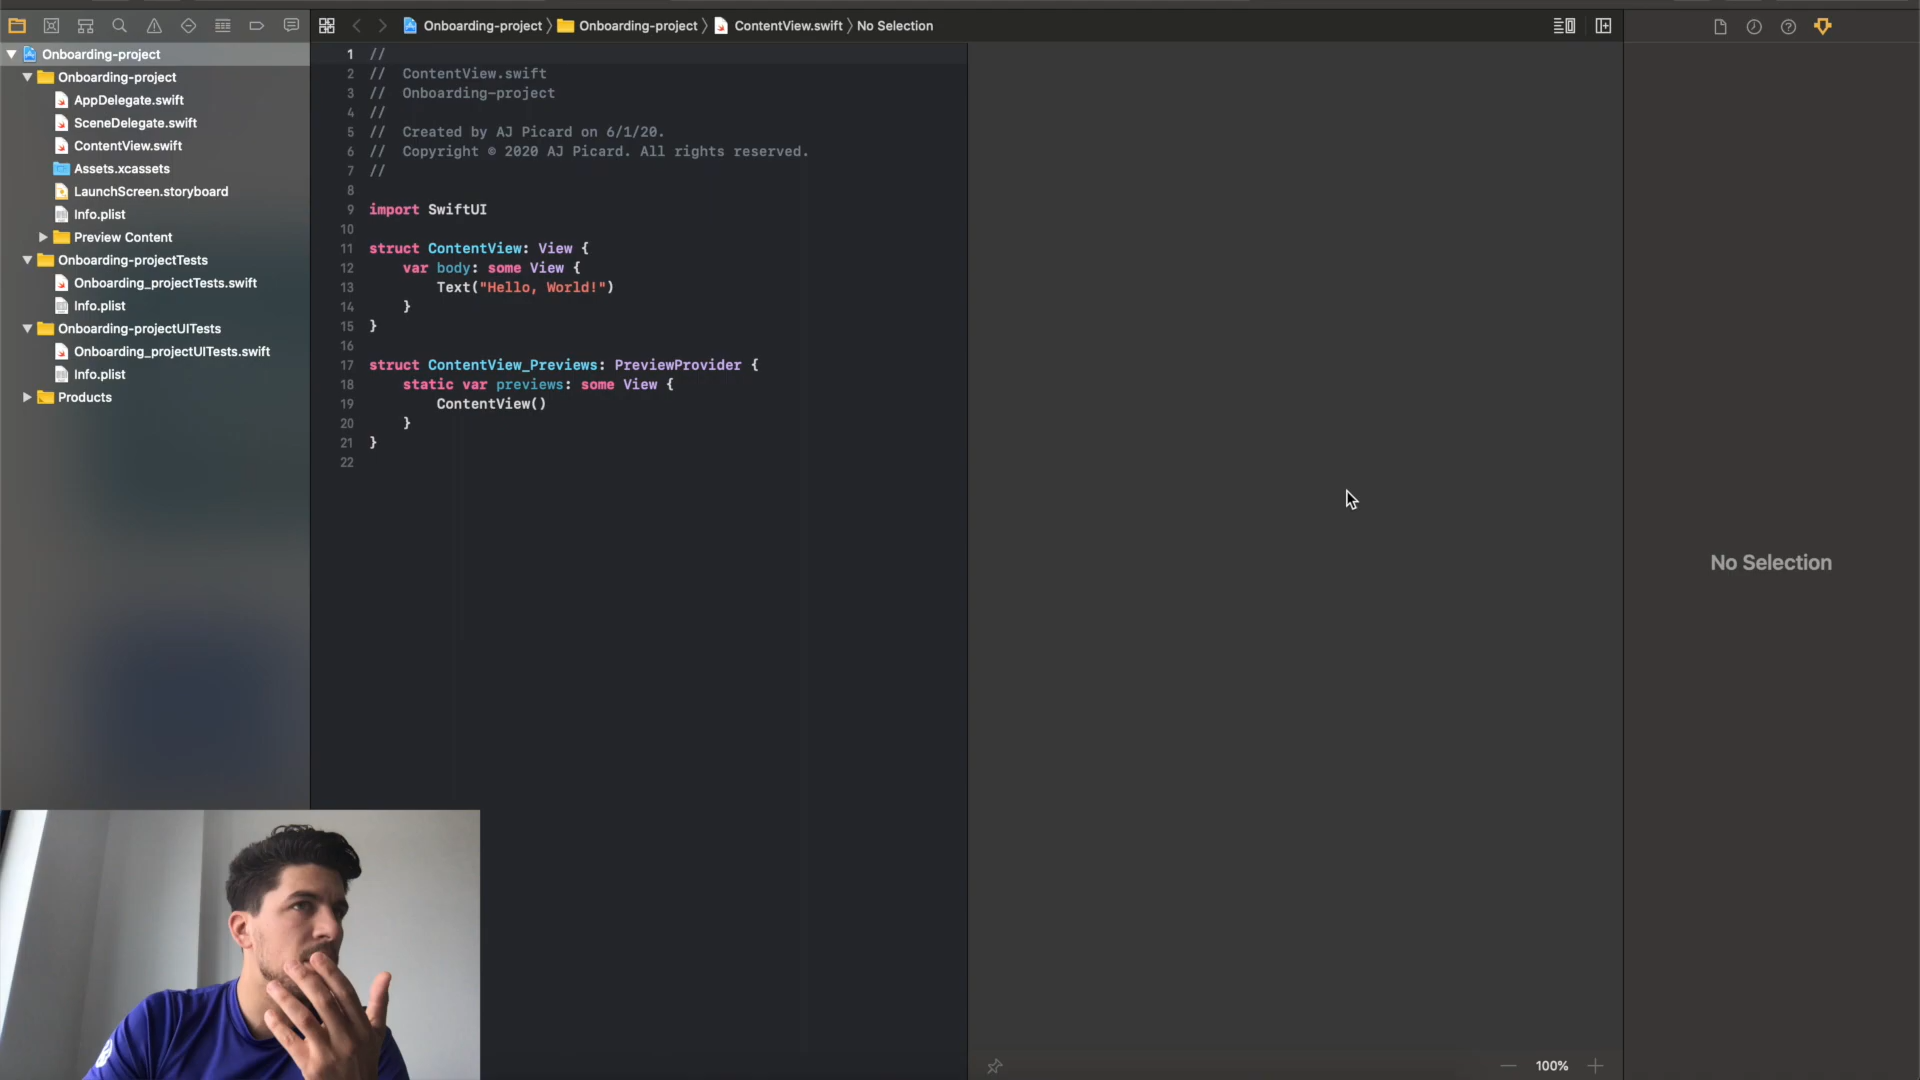 Onboarding-project
Onboarding-project
AppDelegate.swift
SceneDelegate.swift
ContentView.swift
Assets.xcassets
LaunchScreen.storyboard
Info.plist
Preview Content
Onboarding-projectTests
Onboarding_projectTests.swift
Info.plist
Onboarding-projectUITests
Onboarding_projectUITests.swift
Info.plist
Products
Onboarding-project 〉 Onboarding-project 〉 ContentView.swift 〉 No Selection
1 //
2 //  ContentView.swift
3 //  Onboarding-project
4 //
5 //  Created by AJ Picard on 6/1/20.
6 //  Copyright © 2020 AJ Picard. All rights reserved.
7 //
8
9 import SwiftUI
10
11 struct ContentView: View {
12     var body: some View {
13         Text("Hello, World!")
14     }
15 }
16
17 struct ContentView_Previews: PreviewProvider {
18     static var previews: some View {
19         ContentView()
20     }
21 }
22
No Selection
100%